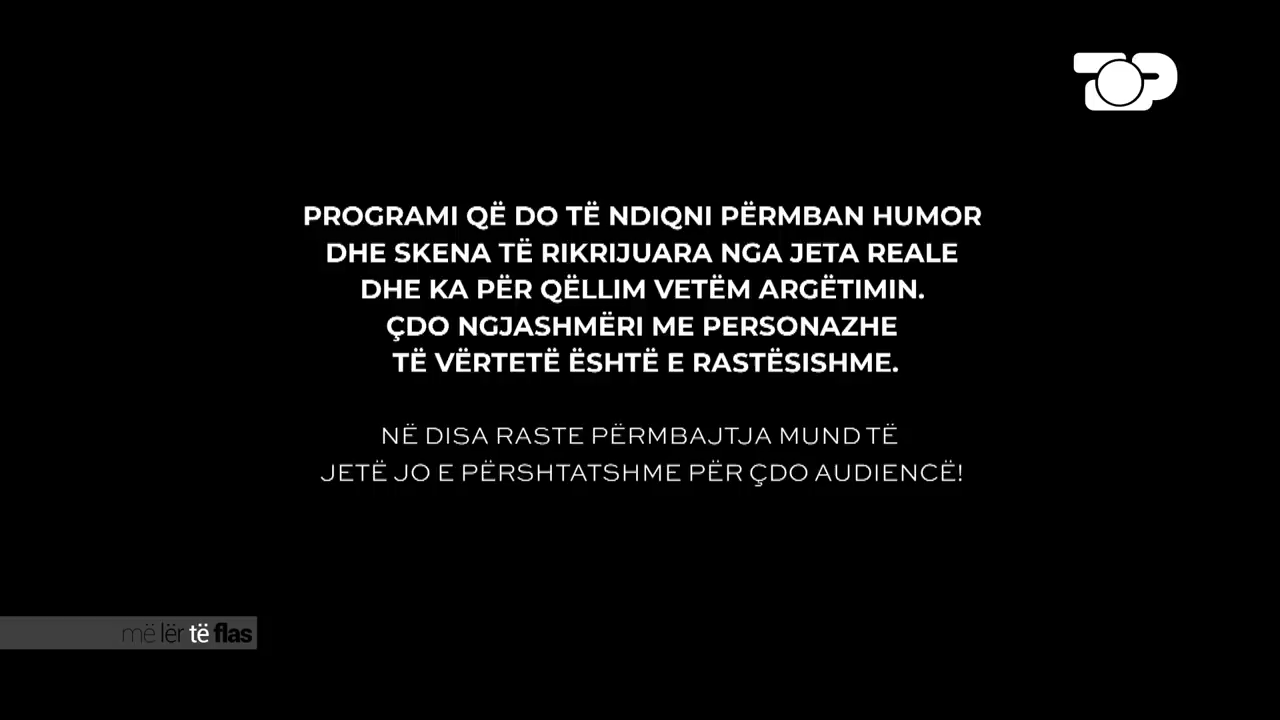 TOP
PROGRAMI QË DO TË NDIQNI PËRMBAN HUMOR
DHE SKENA TË RIKRIJUARA NGA JETA REALE
DHE KA PËR QËLLIM VETËM ARGËTIMIN.
ÇDO NGJASHMËRI ME PERSONAZHE
TË VËRTETË ËSHTË E RASTËSISHME.
NË DISA RASTE PËRMBAJTJA MUND TË
JETË JO E PËRSHTATSHME PËR ÇDO AUDIENCË!
më lër të flas